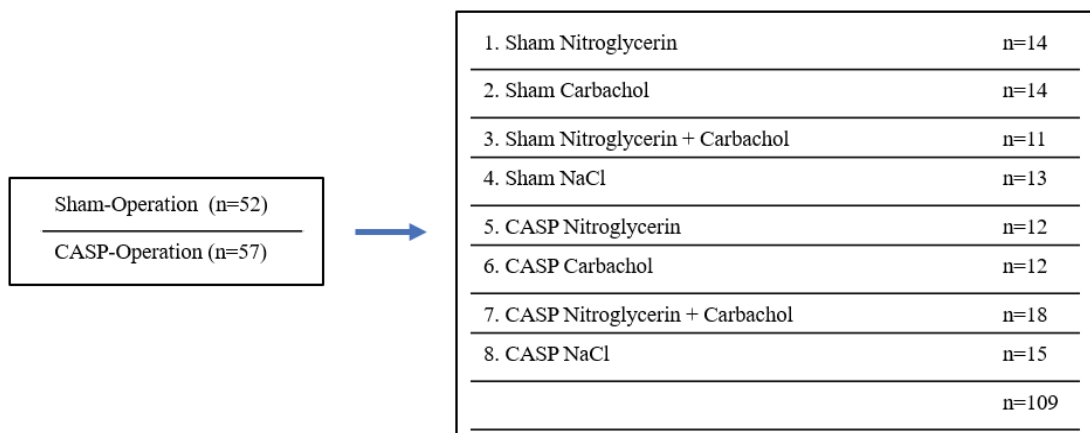 Sham-Operation (n=52)
CASP-Operation (n=57)
1. Sham Nitroglycerin n=14
2. Sham Carbachol n=14
3. Sham Nitroglycerin + Carbachol n=11
4. Sham NaCl n=13
5. CASP Nitroglycerin n=12
6. CASP Carbachol n=12
7. CASP Nitroglycerin + Carbachol n=18
8. CASP NaCl n=15
n=109